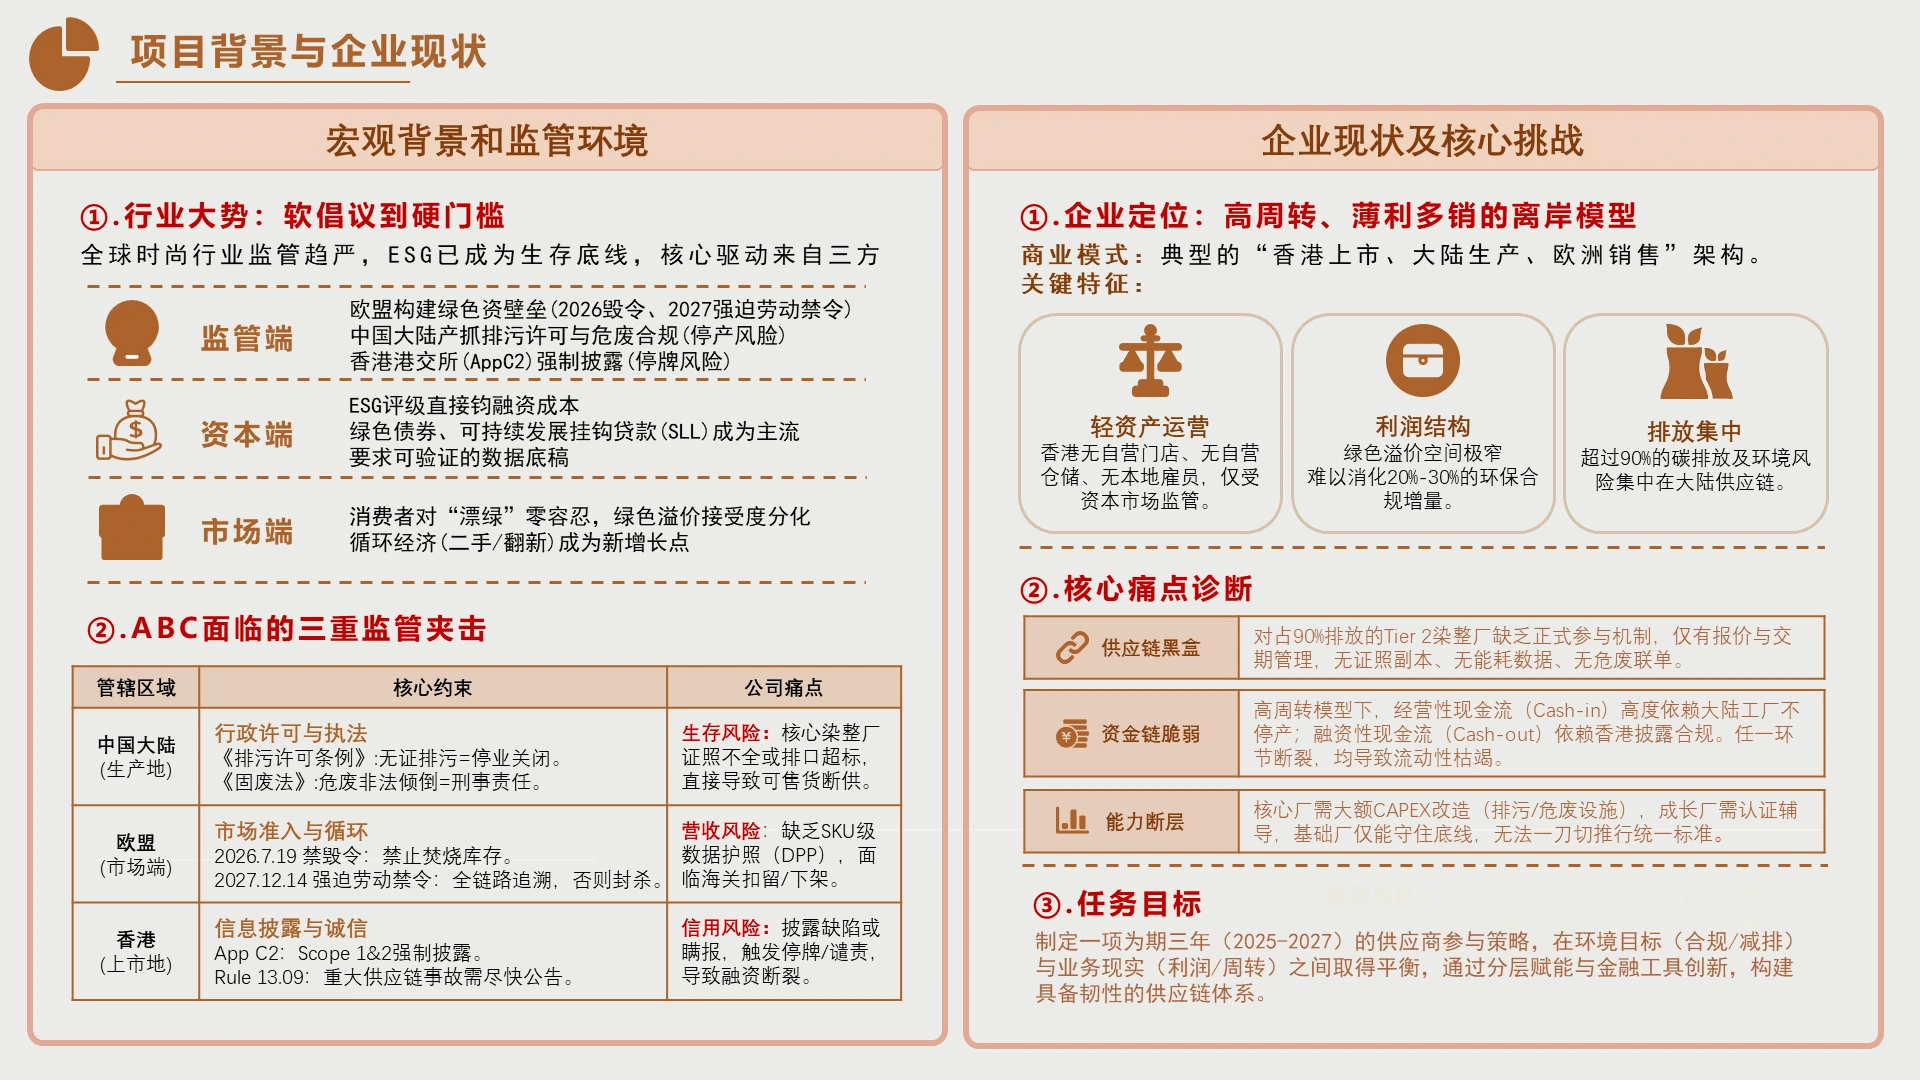 项目背景与企业现状
宏观背景和监管环境
①.行业大势：软倡议到硬门槛
全球时尚行业监管趋严，ESG已成为生存底线，核心驱动来自三方
监管端
欧盟构建绿色资壁垒(2026毁令、2027强迫劳动禁令)
中国大陆产抓排污许可与危废合规(停产风脸)
香港港交所(AppC2)强制披露(停牌风险)
资本端
ESG评级直接钧融资成本
绿色债券、可持续发展挂钩贷款(SLL)成为主流
要求可验证的数据底稿
市场端
消费者对“漂绿”零容忍，绿色溢价接受度分化
循环经济(二手/翻新)成为新增长点
②.ABC面临的三重监管夹击
管辖区域
核心约束
公司痛点
中国大陆
(生产地)
行政许可与执法
《排污许可条例》:无证排污=停业关闭。
《固废法》:危废非法倾倒=刑事责任。
生存风险：核心染整厂
证照不全或排口超标，
直接导致可售货断供。
欧盟
(市场端)
市场准入与循环
2026.7.19 禁毁令：禁止焚烧库存。
2027.12.14 强迫劳动禁令：全链路追溯，否则封杀。
营收风险：缺乏SKU级
数据护照（DPP），面
临海关扣留/下架。
香港
(上市地)
信息披露与诚信
App C2：Scope 1&2强制披露。
Rule 13.09：重大供应链事故需尽快公告。
信用风险：披露缺陷或
瞒报，触发停牌/谴责，
导致融资断裂。
企业现状及核心挑战
①.企业定位：高周转、薄利多销的离岸模型
商业模式：典型的“香港上市、大陆生产、欧洲销售”架构。
关键特征：
轻资产运营
香港无自营门店、无自营
仓储、无本地雇员，仅受
资本市场监管。
利润结构
绿色溢价空间极窄
难以消化20%-30%的环保合
规增量。
排放集中
超过90%的碳排放及环境风
险集中在大陆供应链。
②.核心痛点诊断
供应链黑盒
对占90%排放的Tier 2染整厂缺乏正式参与机制，仅有报价与交
期管理，无证照副本、无能耗数据、无危废联单。
资金链脆弱
高周转模型下，经营性现金流（Cash-in）高度依赖大陆工厂不
停产；融资性现金流（Cash-out）依赖香港披露合规。任一环
节断裂，均导致流动性枯竭。
能力断层
核心厂需大额CAPEX改造（排污/危废设施），成长厂需认证辅
导，基础厂仅能守住底线，无法一刀切推行统一标准。
③.任务目标
制定一项为期三年（2025-2027）的供应商参与策略，在环境目标（合规/减排）
与业务现实（利润/周转）之间取得平衡，通过分层赋能与金融工具创新，构建
具备韧性的供应链体系。